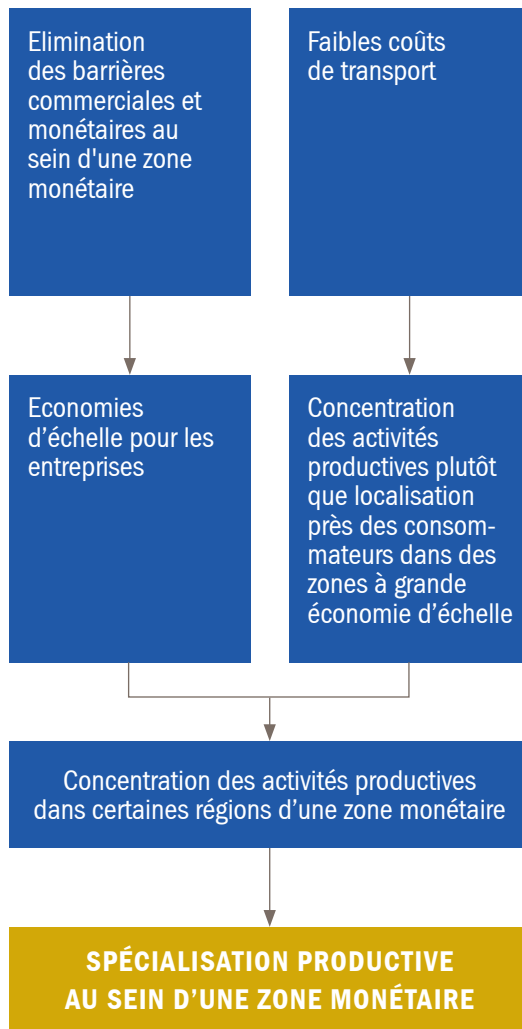 Elimination
des barrières
commerciales et
monétaires au
sein d'une zone
monétaire
Faibles coûts
de transport
Economies
d’échelle pour les
entreprises
Concentration
des activités
productives plutôt
que localisation
près des consom-
mateurs dans des
zones à grande
économie d’échelle
Concentration des activités productives
dans certaines régions d’une zone monétaire
SPÉCIALISATION PRODUCTIVE
AU SEIN D’UNE ZONE MONÉTAIRE